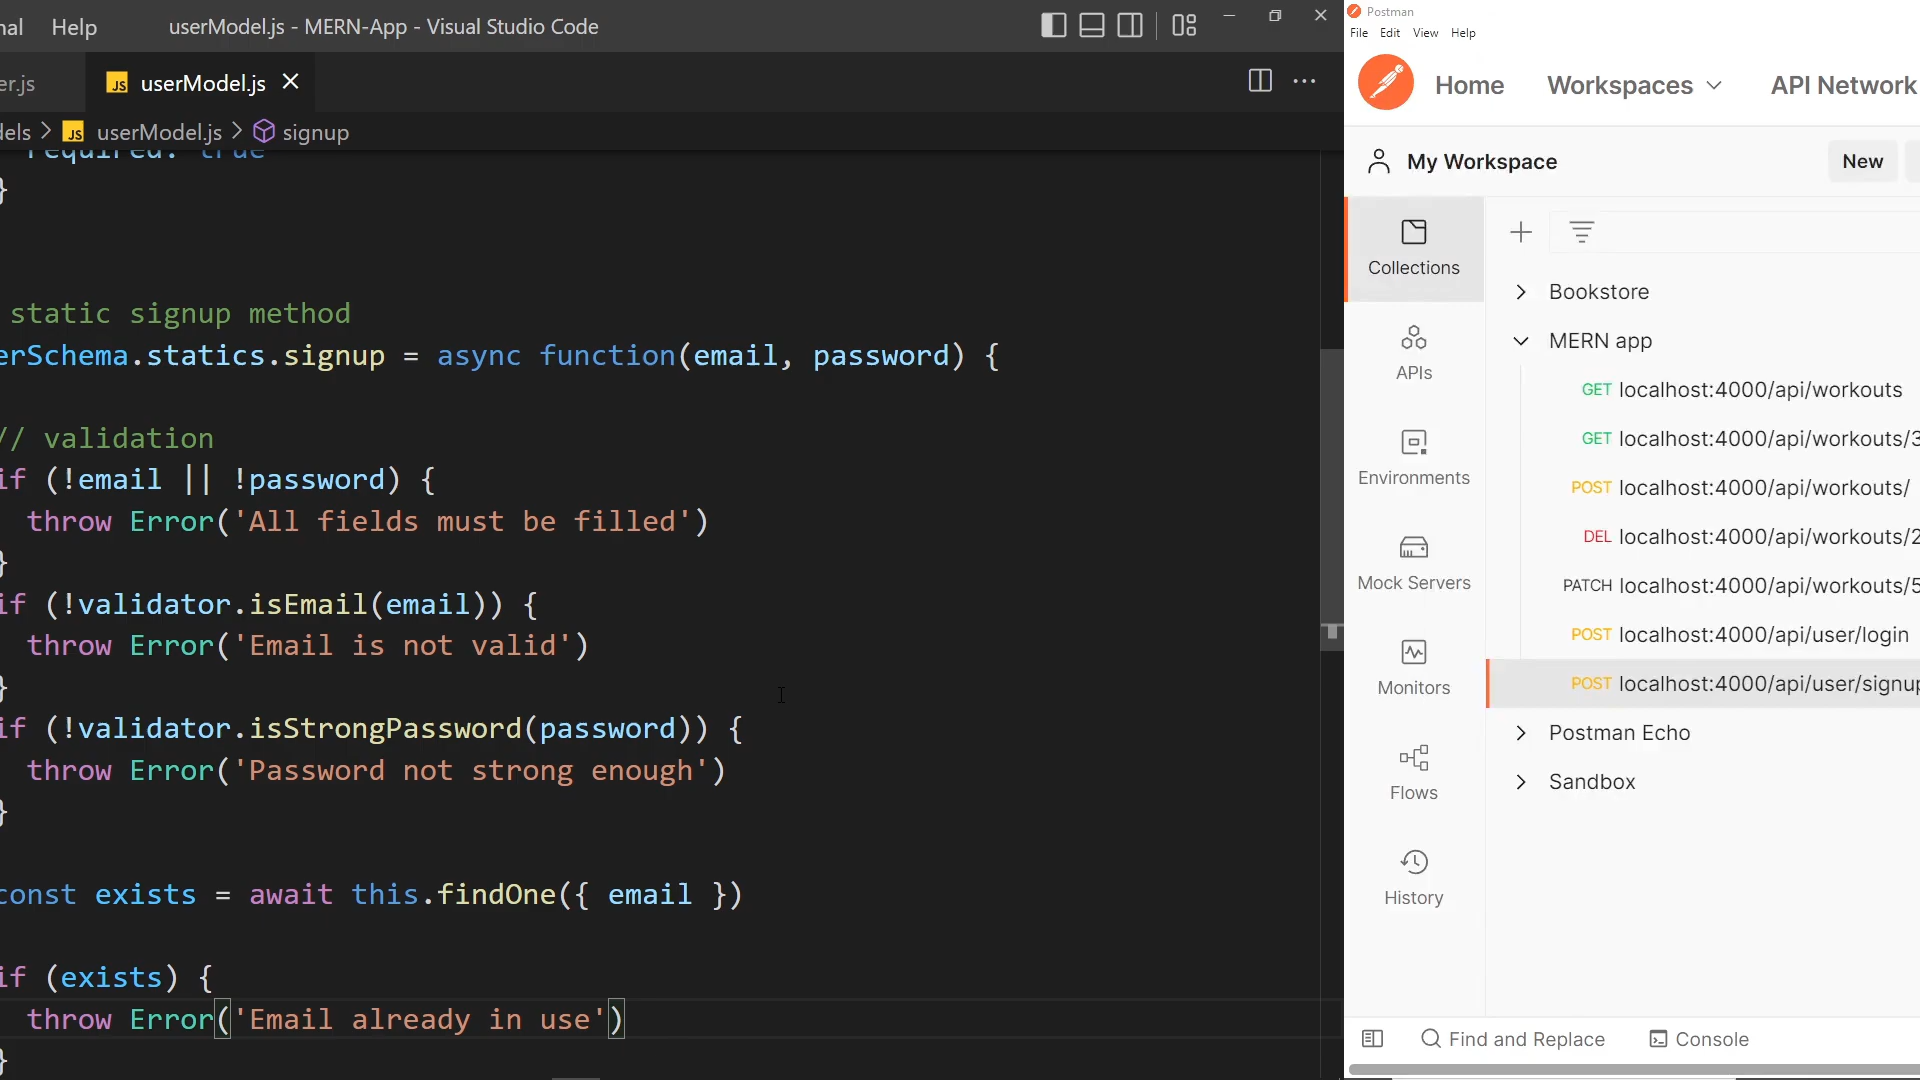 nal Help userModel.js - MERN-App - Visual Studio Code
er.js JS userModel.js
dels > JS userModel.js > signup
required: true
}
static signup method
erSchema.statics.signup = async function(email, password) {
// validation
if (!email || !password) {
throw Error('All fields must be filled')
}
if (!validator.isEmail(email)) {
throw Error('Email is not valid')
}
if (!validator.isStrongPassword(password)) {
throw Error('Password not strong enough')
}
const exists = await this.findOne({ email })
if (exists) {
throw Error('Email already in use')
}
Postman
File Edit View Help
Home Workspaces API Network
My Workspace New
Collections
APIs
Environments
Mock Servers
Monitors
Flows
History
Bookstore
MERN app
GET localhost:4000/api/workouts
GET localhost:4000/api/workouts/3
POST localhost:4000/api/workouts/
DEL localhost:4000/api/workouts/2
PATCH localhost:4000/api/workouts/5
POST localhost:4000/api/user/login
POST localhost:4000/api/user/signup
Postman Echo
Sandbox
Find and Replace Console